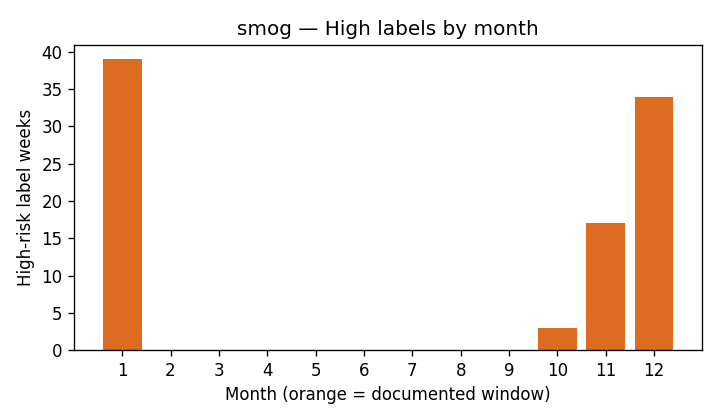 smog — High labels by month
High-risk label weeks
40
35
30
25
20
15
10
5
0
1 2 3 4 5 6 7 8 9 10 11 12
Month (orange = documented window)